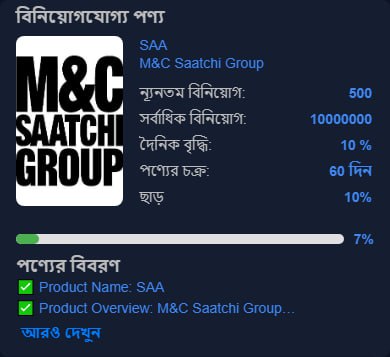 বিনিয়োগযোগ্য পণ্য
M&C
SAATCHI
GROUP
SAA
M&C Saatchi Group
ন্যূনতম বিনিয়োগ: 500
সর্বাধিক বিনিয়োগ: 10000000
দৈনিক বৃদ্ধি: 10 %
পণ্যের চক্র: 60 দিন
ছাড় 10%
7%
পণ্যের বিবরণ
✅ Product Name: SAA
✅ Product Overview: M&C Saatchi Group…
আরও দেখুন